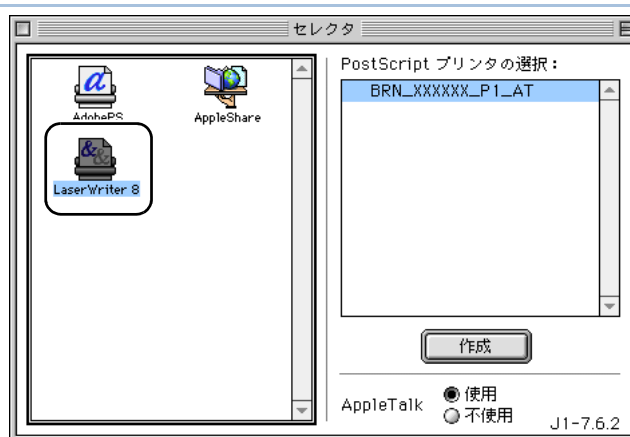 セレクタ
AdobePS
AppleShare
LaserWriter 8
PostScript プリンタの選択：
BRN_XXXXXX_P1_AT
作成
AppleTalk
使用
不使用
J1-7.6.2